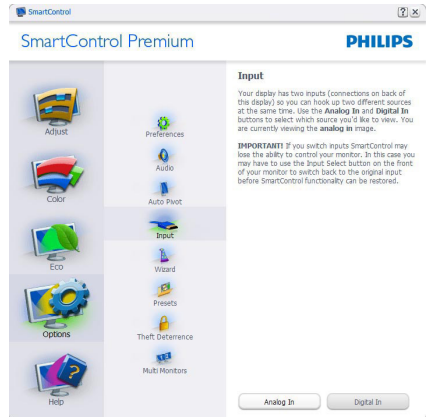 SmartControl
SmartControl Premium
PHILIPS
Adjust
Color
Eco
Options
Help
Preferences
Audio
Auto Pivot
Input
Wizard
Presets
Theft Deterrence
Multi Monitors
Input
Your display has two inputs (connections on back of
this display) so you can hook up two different sources
at the same time. Use the Analog In and Digital In
buttons to select which source you'd like to view. You
are currently viewing the analog in image.
IMPORTANT! If you switch inputs SmartControl may
lose the ability to control your monitor. In this case you
may have to use the Input Select button on the front
of your monitor to switch back to the original input
before SmartControl functionality can be restored.
Analog In
Digital In